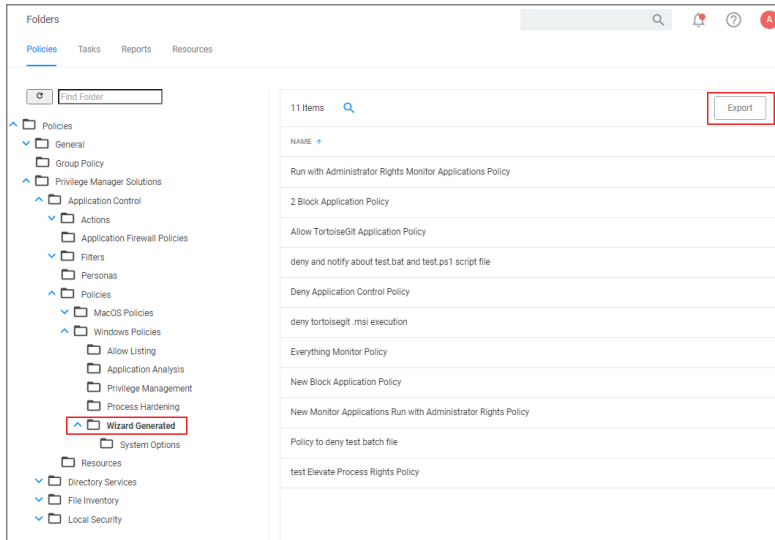 Folders
A
Policies Tasks Reports Resources
Find Folder
11 Items
Export
NAME
Policies
General
Group Policy
Privilege Manager Solutions
Application Control
Actions
Application Firewall Policies
Filters
Personas
Policies
MacOS Policies
Windows Policies
Allow Listing
Application Analysis
Privilege Management
Process Hardening
Wizard Generated
System Options
Resources
Directory Services
File Inventory
Local Security
Run with Administrator Rights Monitor Applications Policy
2 Block Application Policy
Allow TortoiseGit Application Policy
deny and notify about test.bat and test.ps1 script file
Deny Application Control Policy
deny tortoisegit .msi execution
Everything Monitor Policy
New Block Application Policy
New Monitor Applications Run with Administrator Rights Policy
Policy to deny test.batch file
test Elevate Process Rights Policy